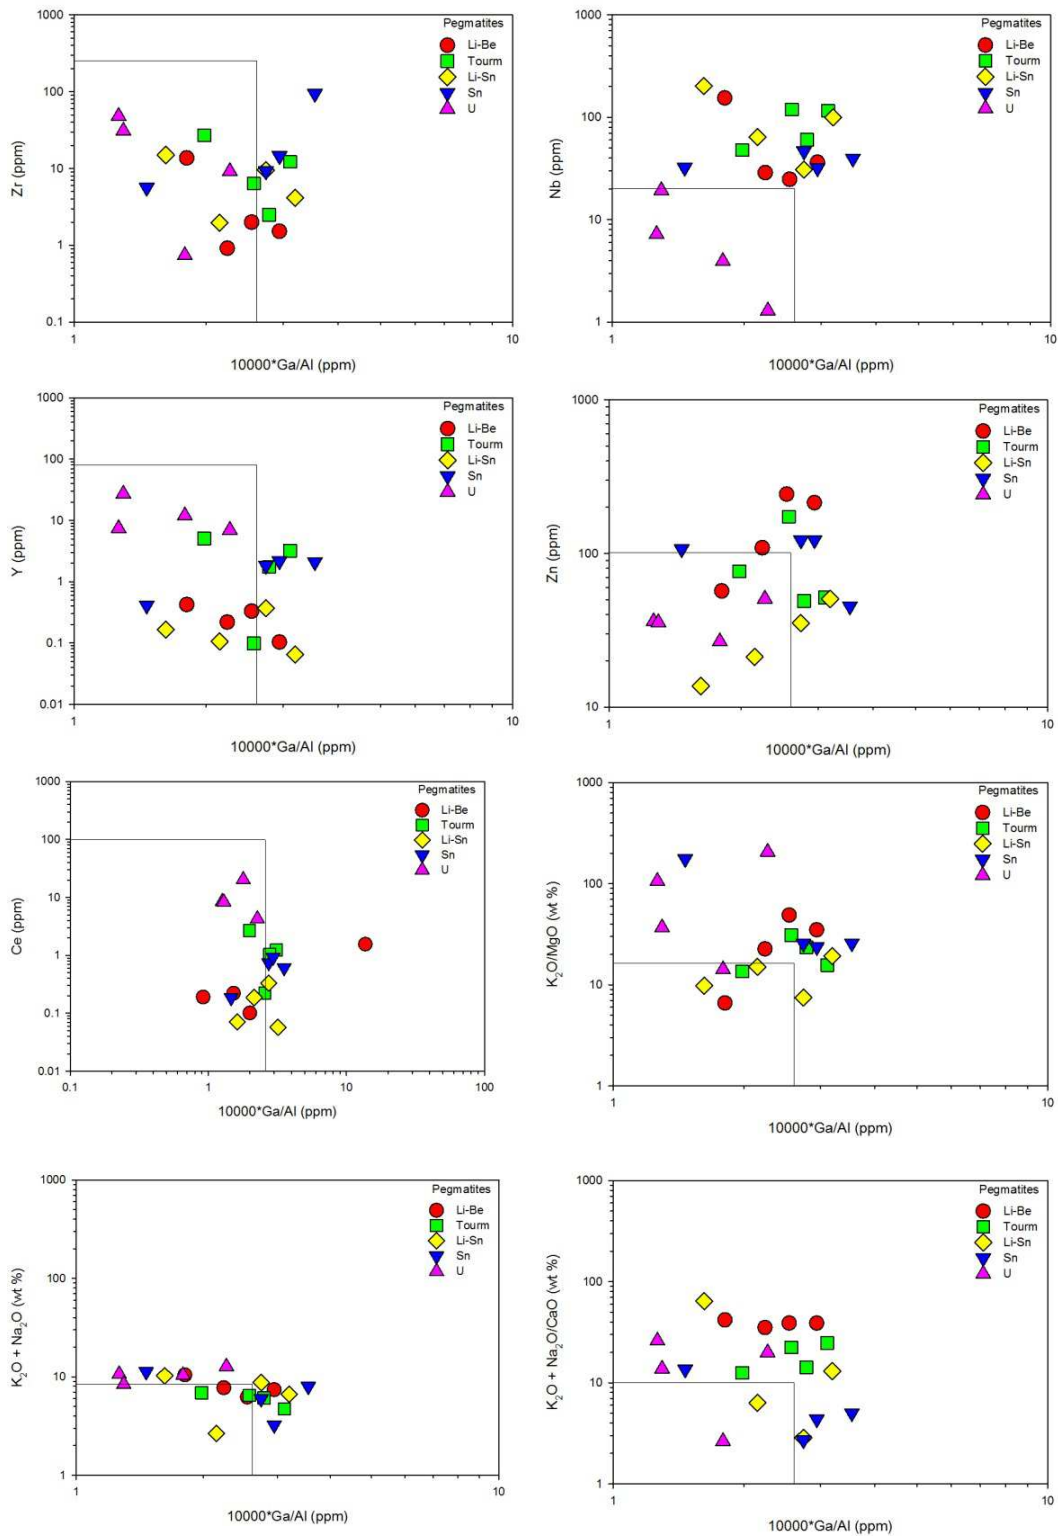 Pegmatites
Li-Be
Tourm
Li-Sn
Sn
U
1000
100
10
1
0.1
Zr (ppm)
1
10
10000*Ga/Al (ppm)
Pegmatites
Li-Be
Tourm
Li-Sn
Sn
U
1000
100
10
1
Nb (ppm)
1
10
10000*Ga/Al (ppm)
Pegmatites
Li-Be
Tourm
Li-Sn
Sn
U
1000
100
10
1
0.1
0.01
Y (ppm)
1
10
10000*Ga/Al (ppm)
Pegmatites
Li-Be
Tourm
Li-Sn
Sn
U
1000
100
10
Zn (ppm)
1
10
10000*Ga/Al (ppm)
Pegmatites
Li-Be
Tourm
Li-Sn
Sn
U
1000
100
10
1
0.1
0.01
Ce (ppm)
0.1
1
10
100
10000*Ga/Al (ppm)
Pegmatites
Li-Be
Tourm
Li-Sn
Sn
U
1000
100
10
1
K₂O/MgO (wt %)
1
10
10000*Ga/Al (ppm)
Pegmatites
Li-Be
Tourm
Li-Sn
Sn
U
1000
100
10
1
K₂O + Na₂O (wt %)
1
10
10000*Ga/Al (ppm)
Pegmatites
Li-Be
Tourm
Li-Sn
Sn
U
1000
100
10
1
K₂O + Na₂O/CaO (wt %)
1
10
10000*Ga/Al (ppm)